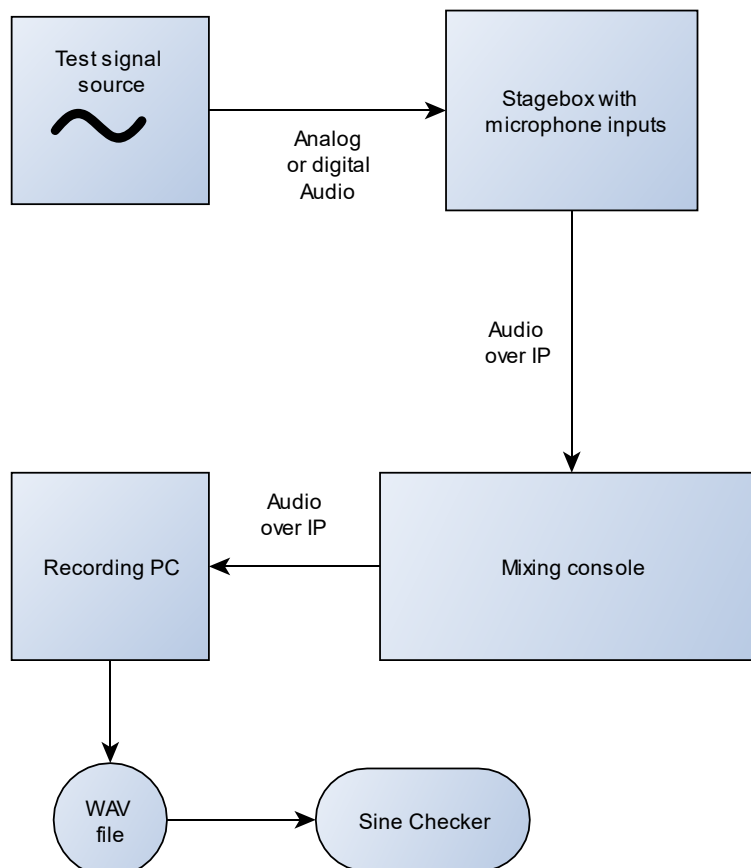 Test signal
source
Analog
or digital
Audio
Stagebox with
microphone inputs
Audio
over IP
Audio
over IP
Recording PC
Mixing console
WAV
file
Sine Checker